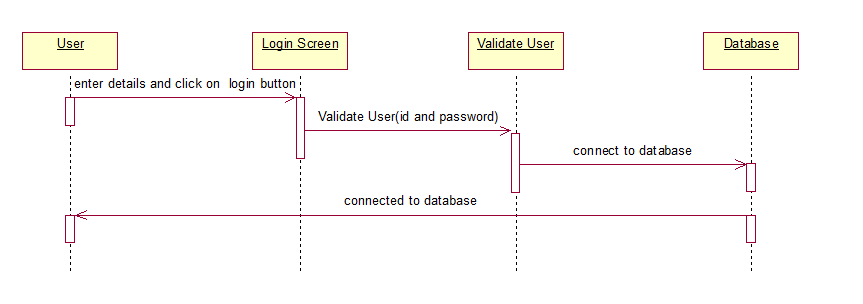 User
Login Screen
Validate User
Database
enter details and click on  login button
Validate User(id and password)
connect to database
connected to database